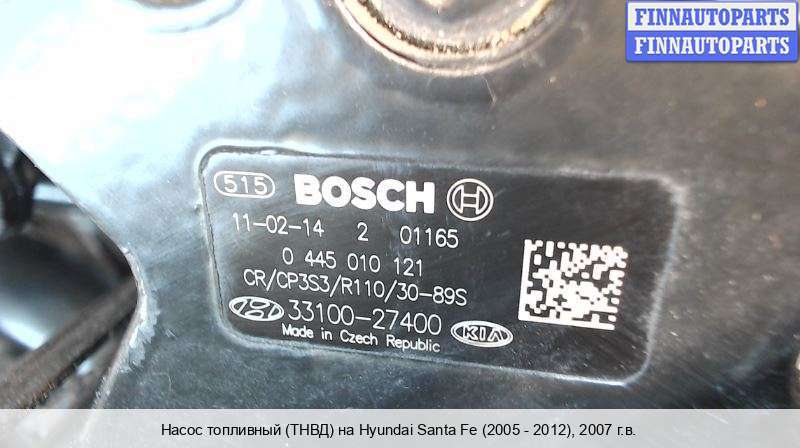 FINNAUTOPARTS
FINNAUTOPARTS
515 BOSCH
11-02-14 2 01165
0 445 010 121
CR/CP3S3/R110/30-89S
33100-27400 KIA
Made in Czech Republic
Насос топливный (ТНВД) на Hyundai Santa Fe (2005 - 2012), 2007 г.в.